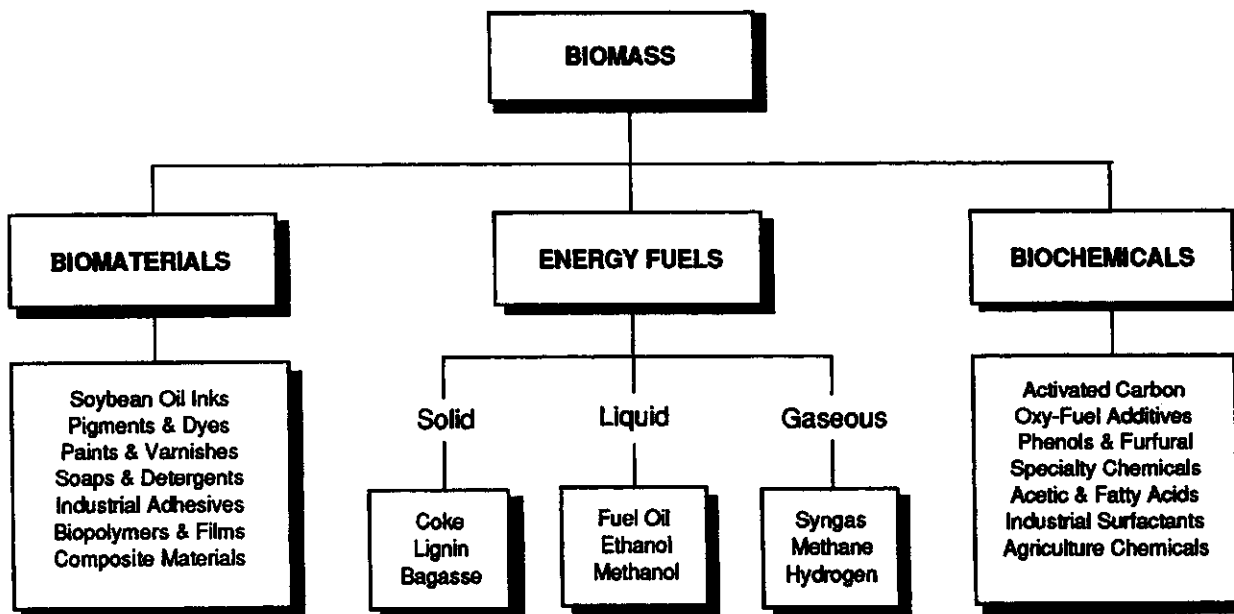 BIOMASS
BIOMATERIALS
ENERGY FUELS
BIOCHEMICALS
Soybean Oil Inks
Pigments & Dyes
Paints & Varnishes
Soaps & Detergents
Industrial Adhesives
Biopolymers & Films
Composite Materials
Solid
Liquid
Gaseous
Coke
Lignin
Bagasse
Fuel Oil
Ethanol
Methanol
Syngas
Methane
Hydrogen
Activated Carbon
Oxy-Fuel Additives
Phenols & Furfural
Specialty Chemicals
Acetic & Fatty Acids
Industrial Surfactants
Agriculture Chemicals